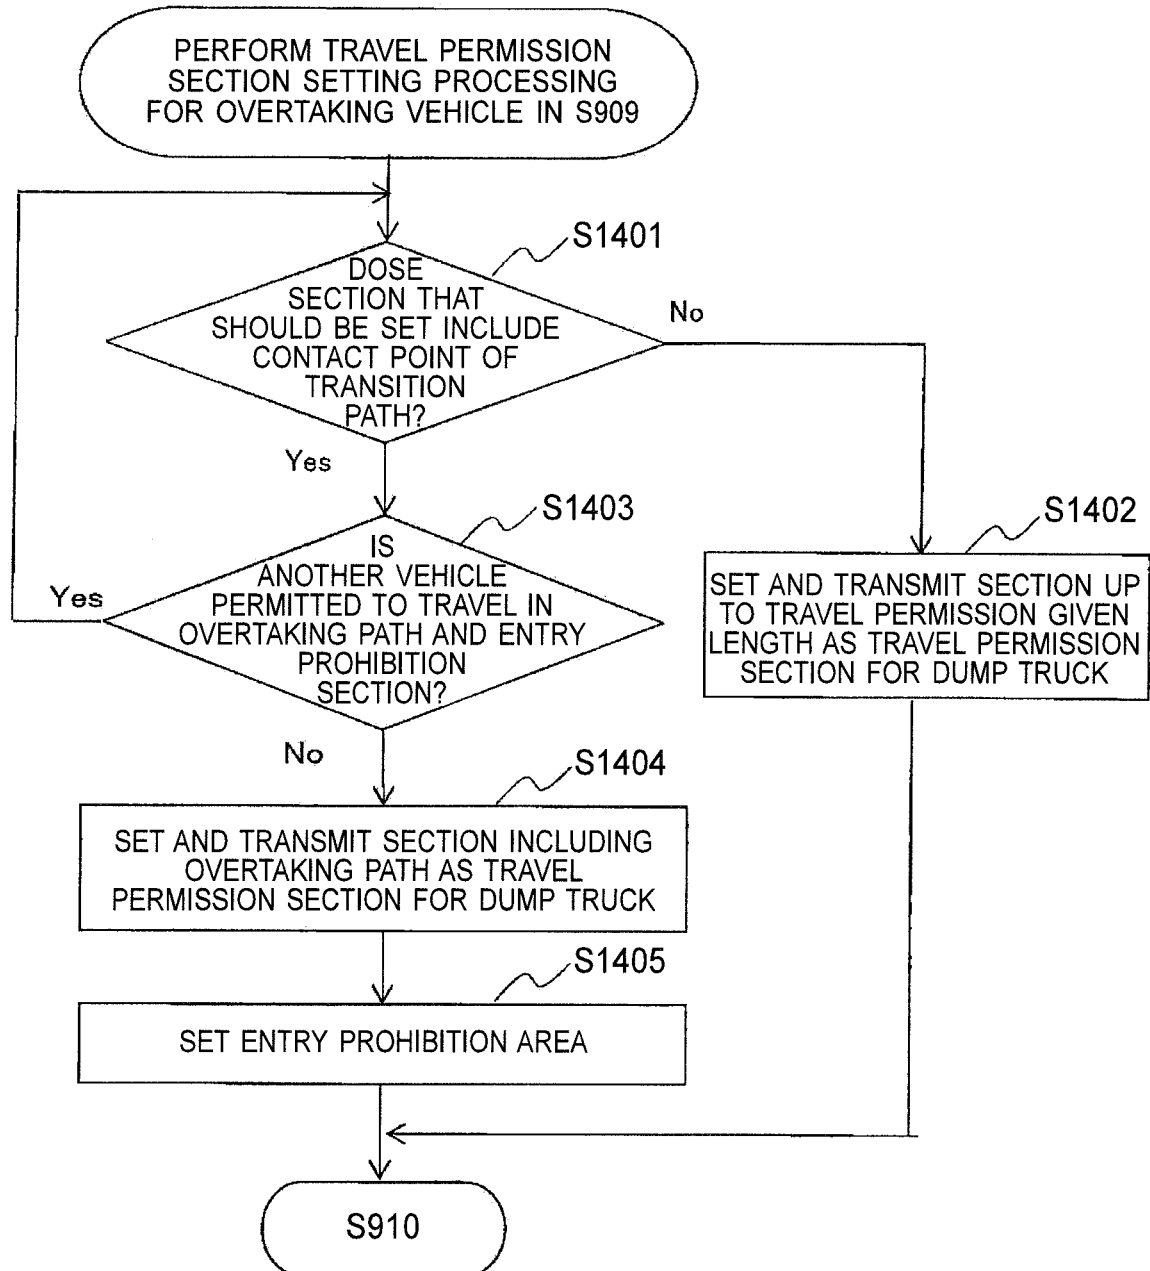 PERFORM TRAVEL PERMISSION
SECTION SETTING PROCESSING
FOR OVERTAKING VEHICLE IN S909
S1401
DOSE
SECTION THAT
SHOULD BE SET INCLUDE
CONTACT POINT OF
TRANSITION
PATH?
No
Yes
S1403
IS
ANOTHER VEHICLE
PERMITTED TO TRAVEL IN
OVERTAKING PATH AND ENTRY
PROHIBITION
SECTION?
Yes
No
S1402
SET AND TRANSMIT SECTION UP
TO TRAVEL PERMISSION GIVEN
LENGTH AS TRAVEL PERMISSION
SECTION FOR DUMP TRUCK
S1404
SET AND TRANSMIT SECTION INCLUDING
OVERTAKING PATH AS TRAVEL
PERMISSION SECTION FOR DUMP TRUCK
S1405
SET ENTRY PROHIBITION AREA
S910